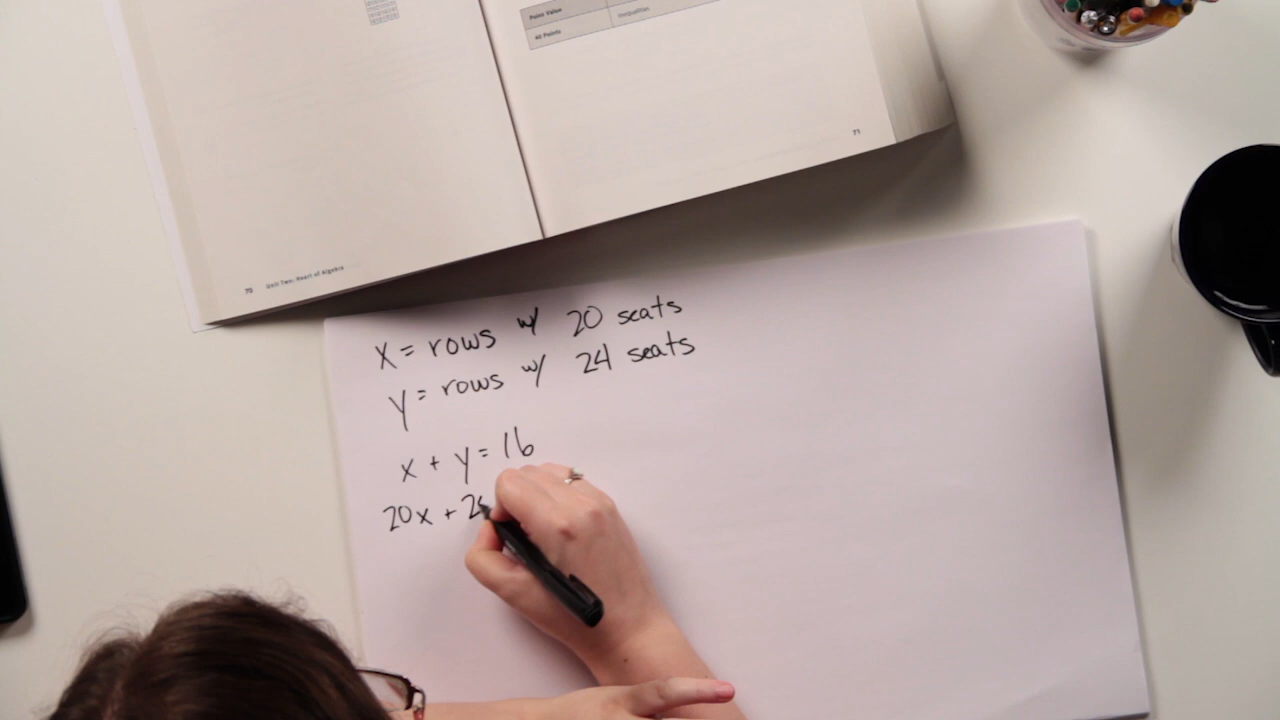 Point Value
40 Points
Inequalities
71
70 Unit Two: Heart of Algebra
X = rows w/ 20 seats
y = rows w/ 24 seats
x + y = 16
20x + 2